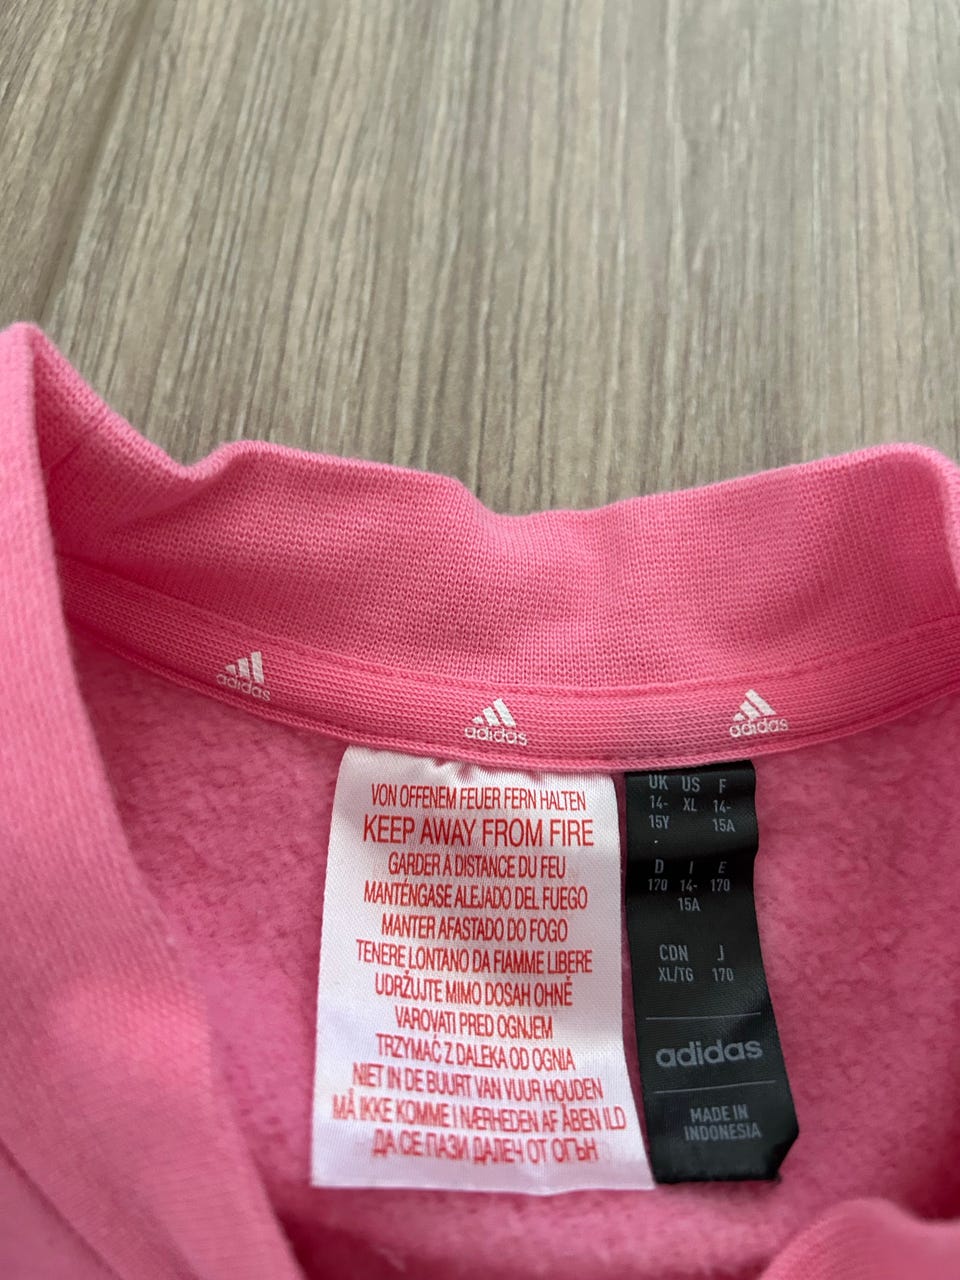 adidas
adidas
adidas
VON OFFENEM FEUER FERN HALTEN
KEEP AWAY FROM FIRE
GARDER A DISTANCE DU FEU
MANTÉNGASE ALEJADO DEL FUEGO
MANTER AFASTADO DO FOGO
TENERE LONTANO DA FIAMME LIBERE
UDRŽUJTE MIMO DOSAH OHNĚ
VAROVATI PRED OGNJEM
TRZYMAĆ Z DALEKA OD OGNIA
NIET IN DE BUURT VAN VUUR HOUDEN
MÅ IKKE KOMME I NÆRHEDEN AF ÅBEN ILD
ДА СЕ ПАЗИ ДАЛЕЧ ОТ ОГЪН
UK US F
14- XL 14-
15Y 15A
D I E
170 14- 170
15A
CDN J
XL/TG 170
adidas
MADE IN
INDONESIA